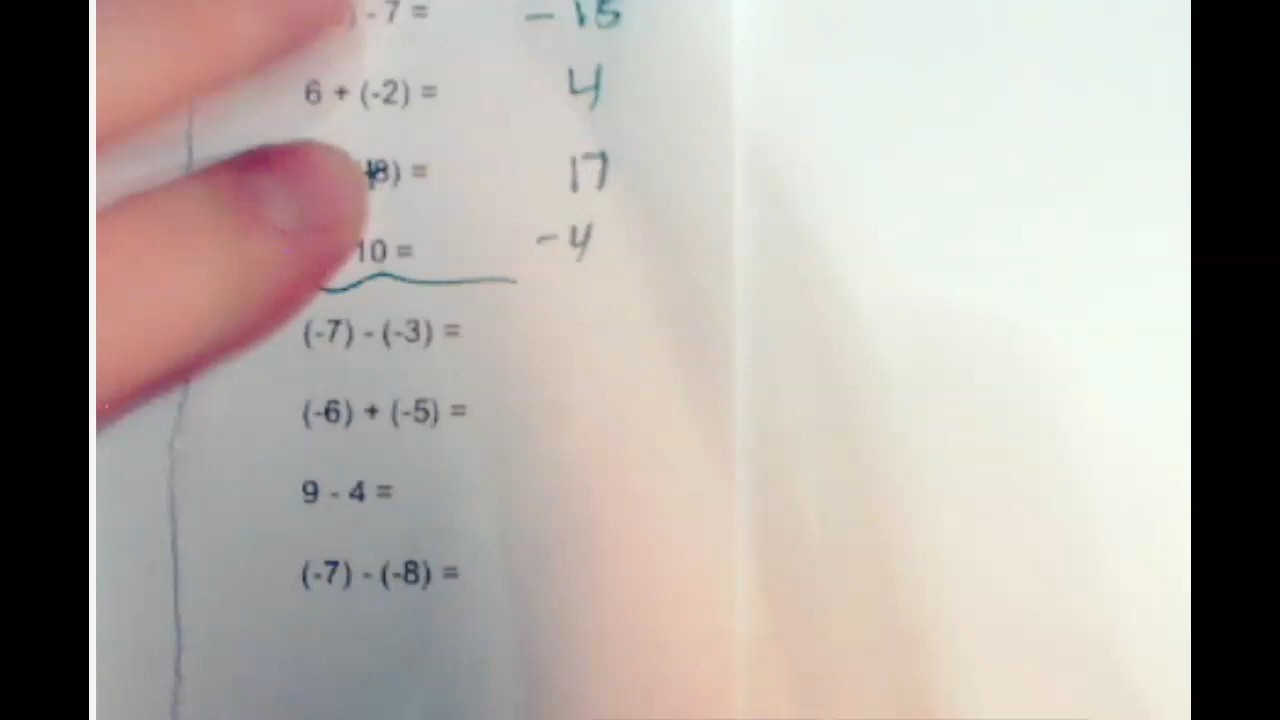 - 7 = - 15
6 + (-2) = 4
8) = 17
10 = -4
(-7) - (-3) =
(-6) + (-5) =
9 - 4 =
(-7) - (-8) =